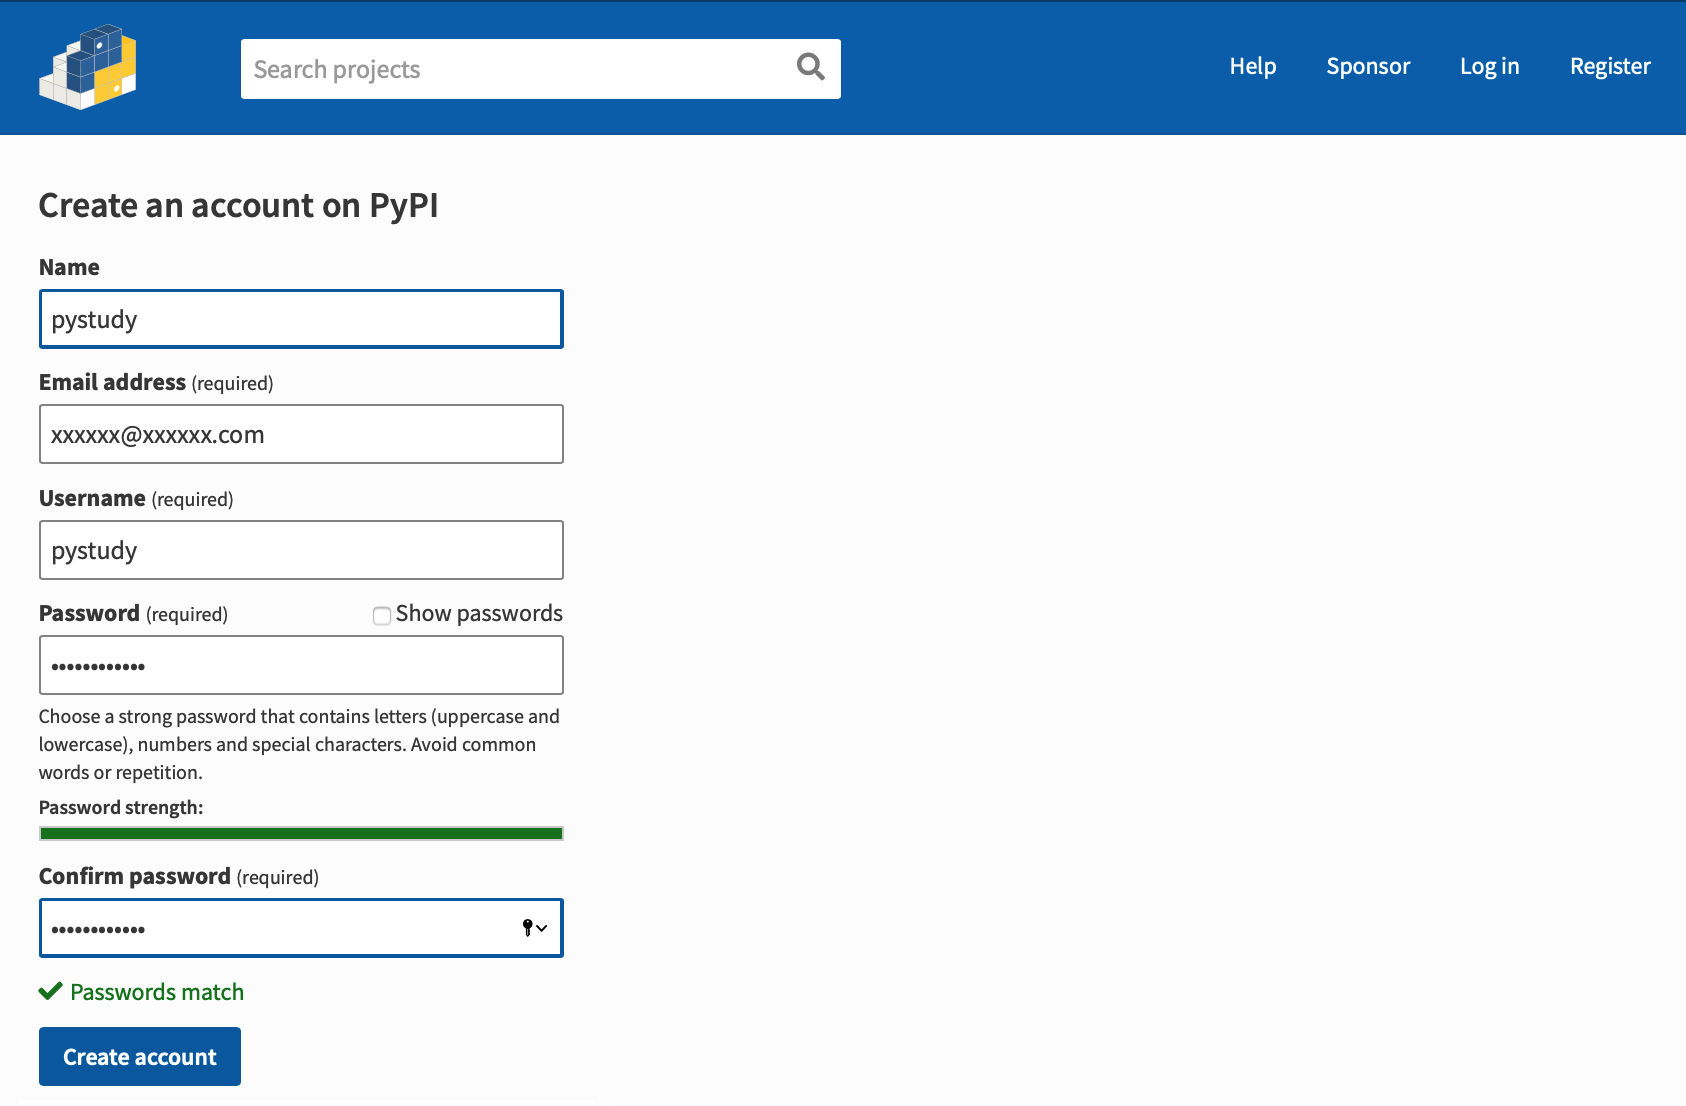 Search projects
Help Sponsor Log in Register
Create an account on PyPI
Name
pystudy
Email address (required)
xxxxxx@xxxxxx.com
Username (required)
pystudy
Password (required) Show passwords
••••••••••••
Choose a strong password that contains letters (uppercase and
lowercase), numbers and special characters. Avoid common
words or repetition.
Password strength:
Confirm password (required)
••••••••••••
Passwords match
Create account